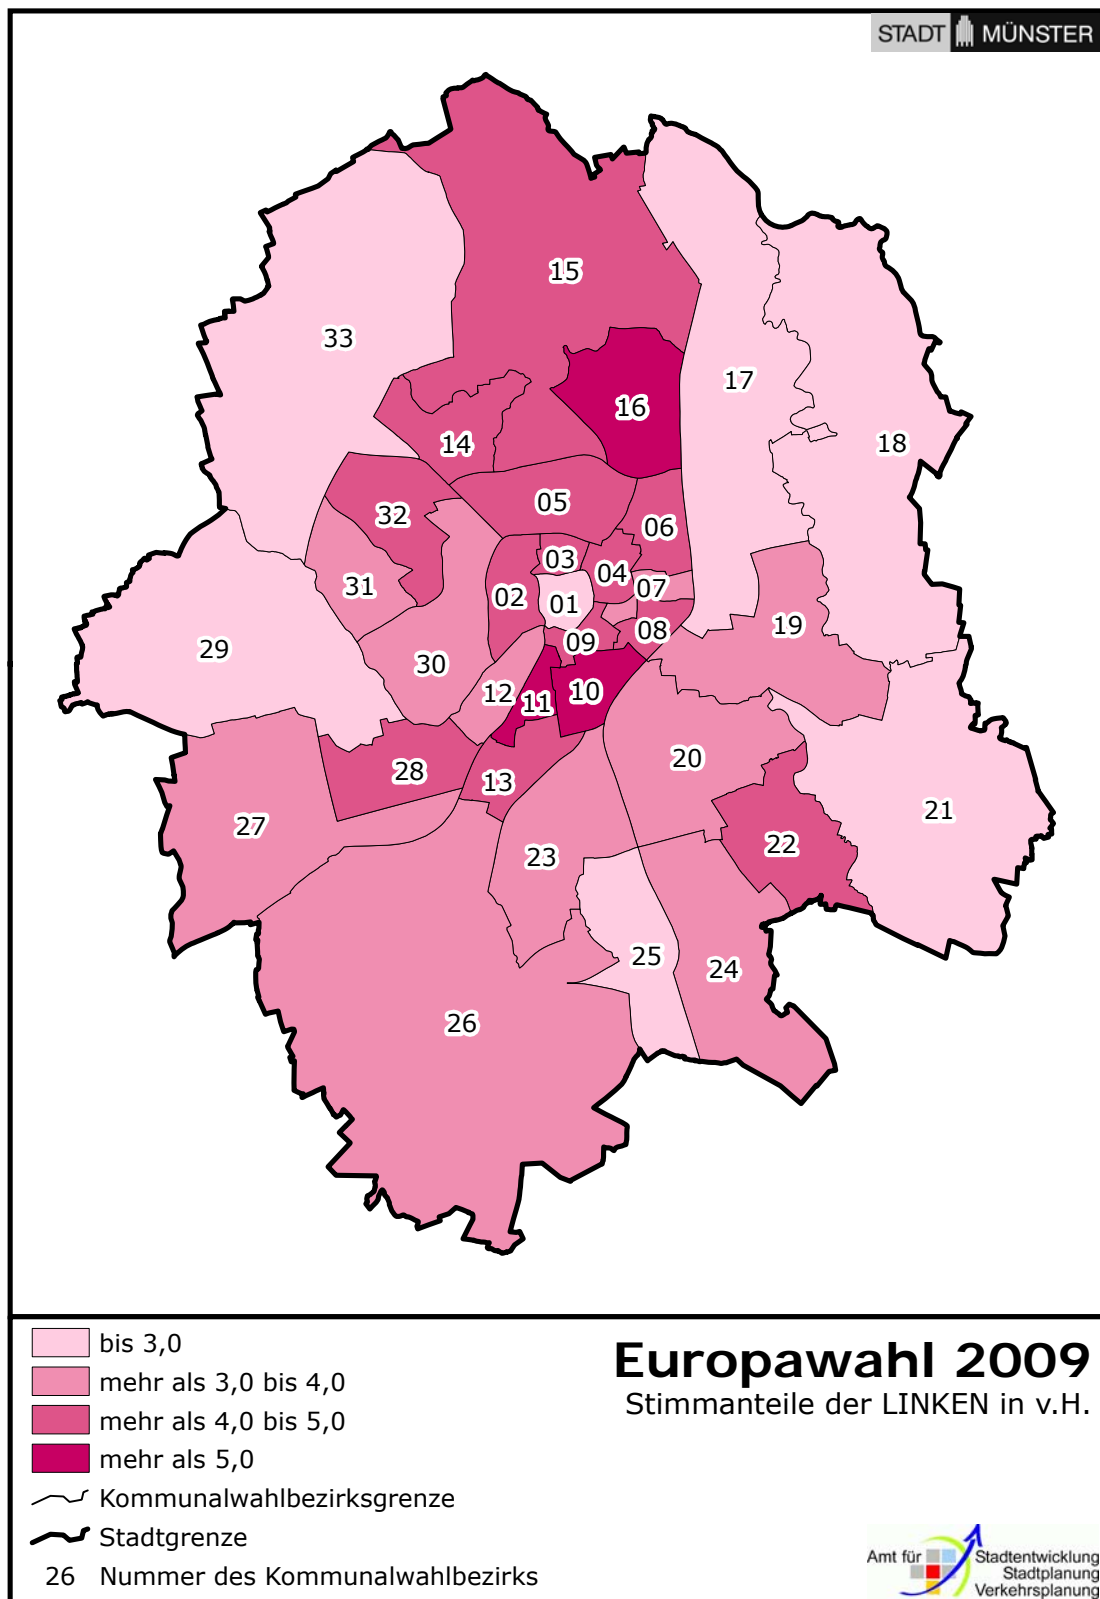 STADT MÜNSTER
15
33
17
16
18
14
05
32
06
03
04
31
07
02
01
19
08
09
29
30
12
10
11
20
28
13
21
27
22
23
25
24
26
bis 3,0
mehr als 3,0 bis 4,0
mehr als 4,0 bis 5,0
mehr als 5,0
Kommunalwahlbezirksgrenze
Stadtgrenze
26 Nummer des Kommunalwahlbezirks
Europawahl 2009
Stimmanteile der LINKEN in v.H.
Amt für Stadtentwicklung
Stadtplanung
Verkehrsplanung